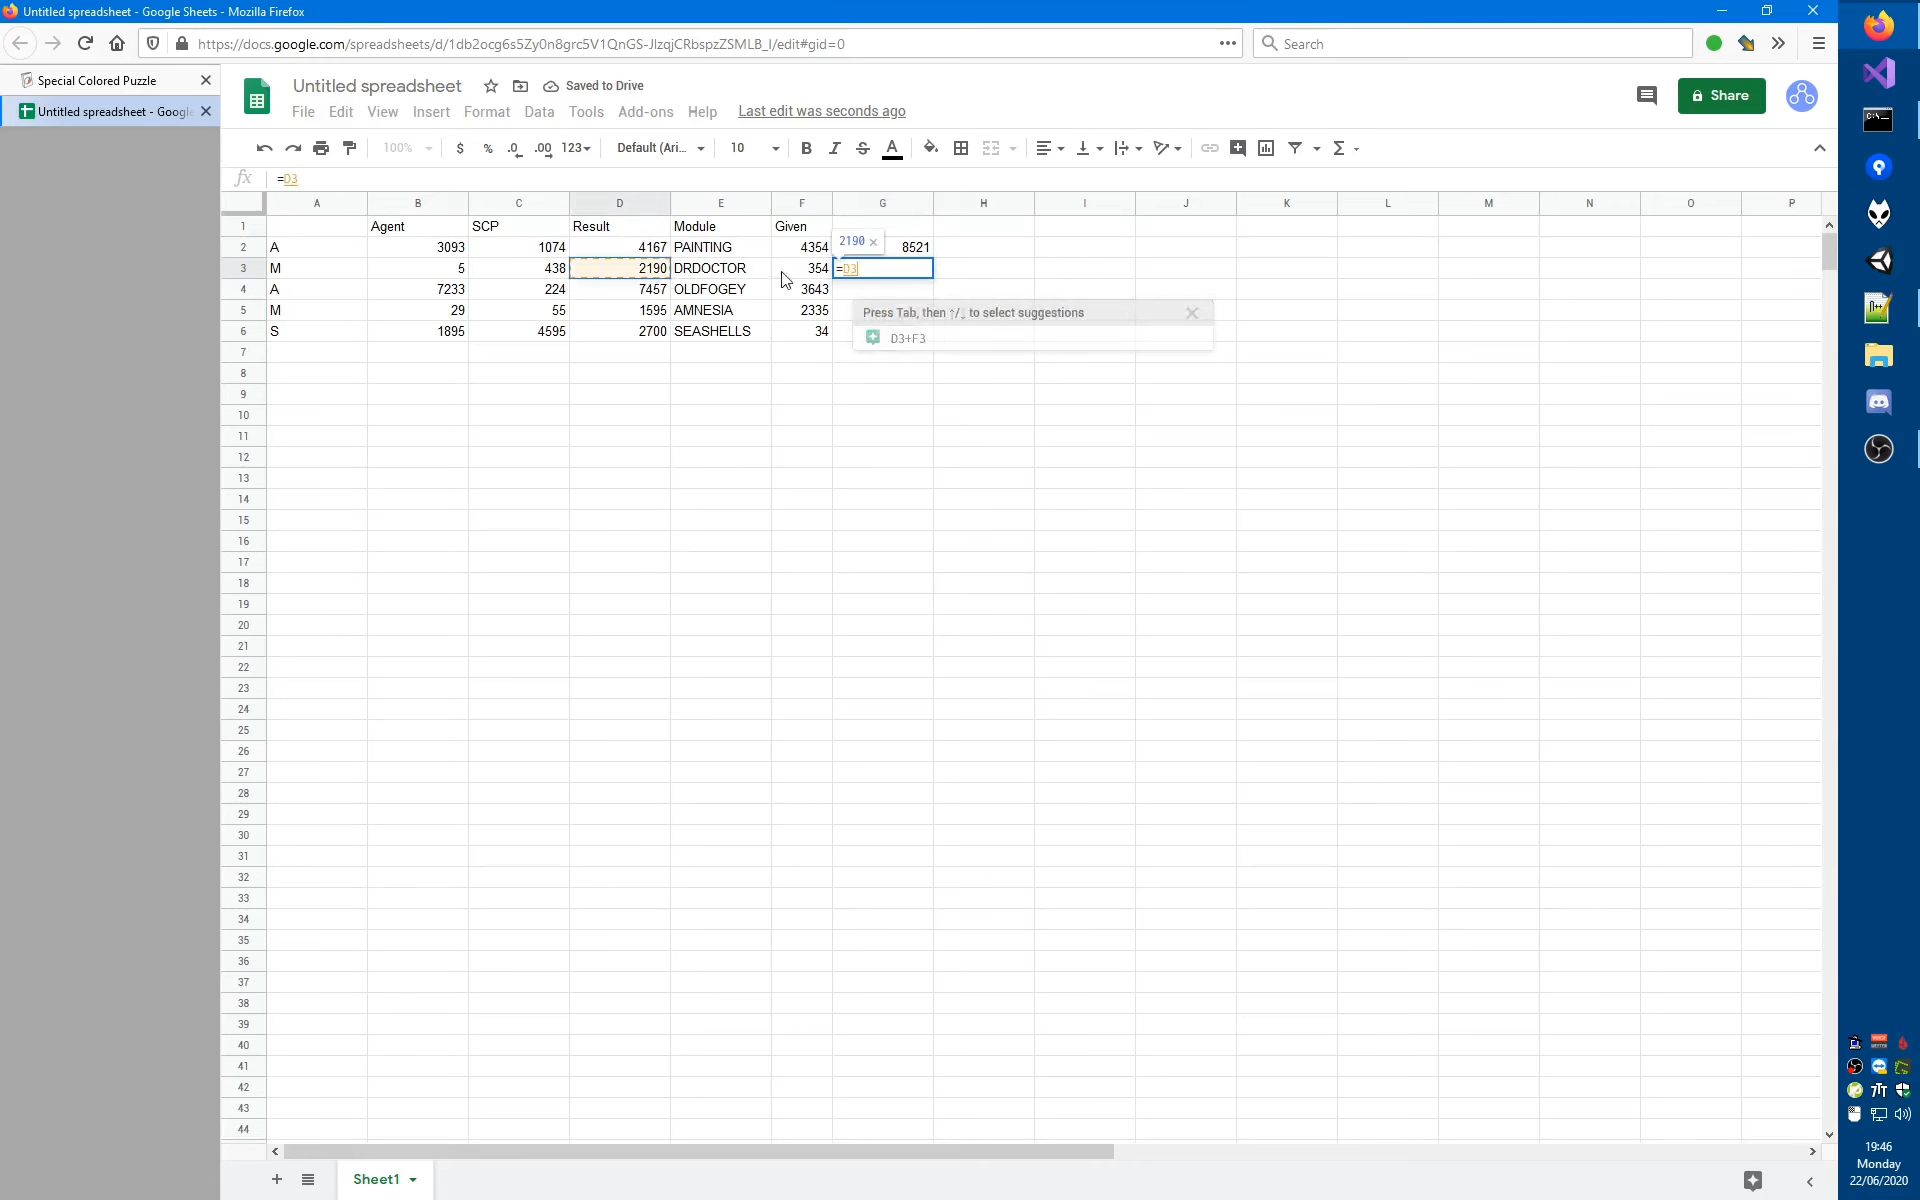 Untitled spreadsheet - Google Sheets - Mozilla Firefox
https://docs.google.com/spreadsheets/d/1db2ocg6s5Zy0n8grc5V1QnGS-JlzqjCRbspzZSMLB_I/edit#gid=0
Search
Special Colored Puzzle
Untitled spreadsheet - Google
Untitled spreadsheet
Saved to Drive
File Edit View Insert Format Data Tools Add-ons Help Last edit was seconds ago
Share
100% $ % .0 .00 123 Default (Ari... 10 B I S A Σ
fx =D3
A B C D E F G H I J K L M N O P
1 Agent SCP Result Module Given
2 A 3093 1074 4167 PAINTING 4354 8521
2190 ×
3 M 5 438 2190 DRDOCTOR 354 =D3
4 A 7233 224 7457 OLDFOGEY 3643
5 M 29 55 1595 AMNESIA 2335
Press Tab, then ↑/↓ to select suggestions
6 S 1895 4595 2700 SEASHELLS 34
D3+F3
7
8
9
10
11
12
13
14
15
16
17
18
19
20
21
22
23
24
25
26
27
28
29
30
31
32
33
34
35
36
37
38
39
40
41
42
43
44
Sheet1
19:46
Monday
22/06/2020